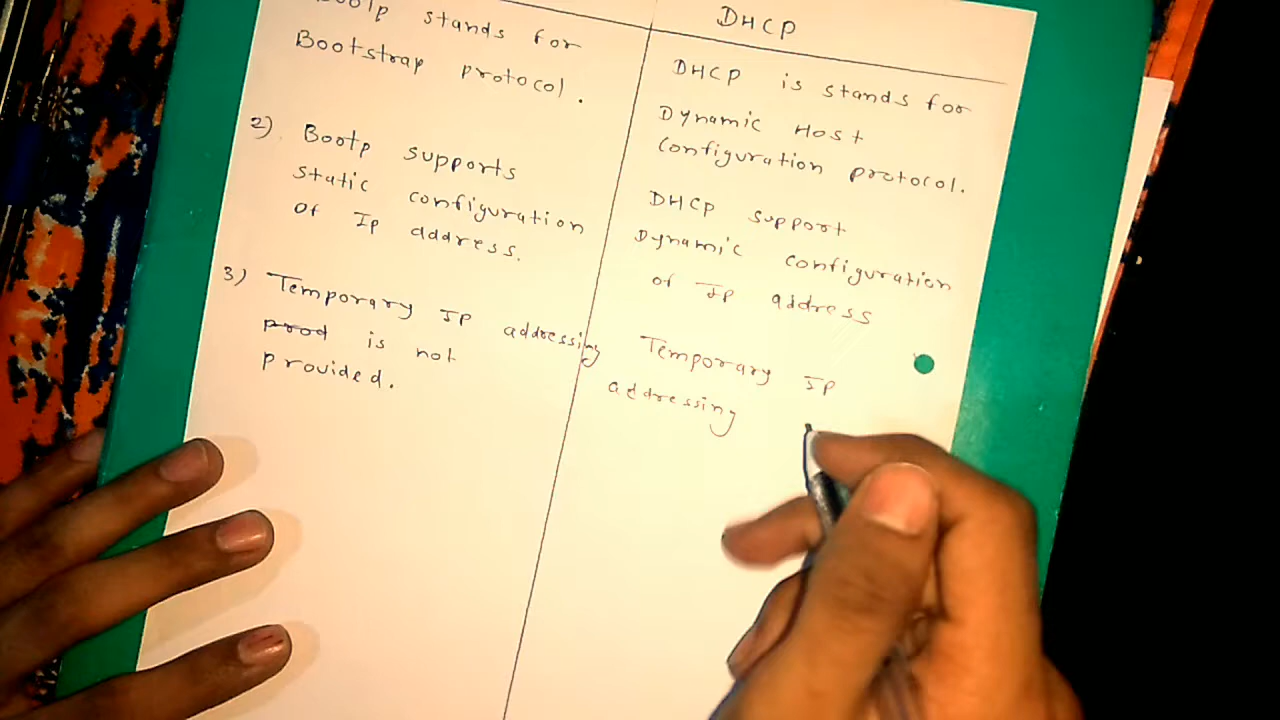 Bootp stands for
Bootstrap protocol.
2) Bootp supports
static configuration
of Ip address.
3) Temporary IP addressing
prod is not
provided.
DHCP
DHCP is stands for
Dynamic Host
configuration protocol.
DHCP support
Dynamic configuration
of Ip address
Temporary IP
addressing